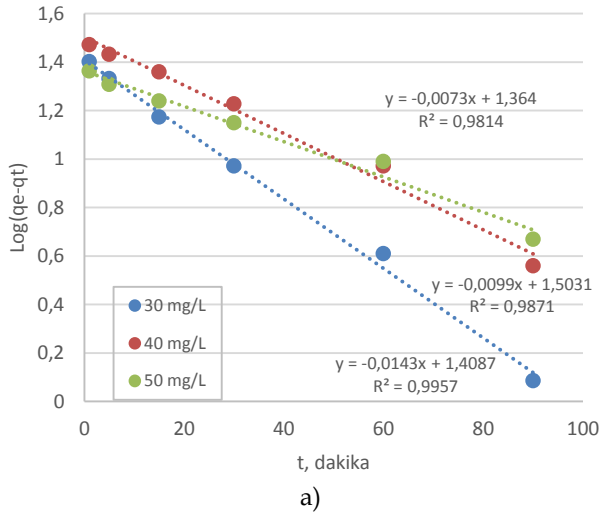 1,6
1,4
1,2
1
0,8
0,6
0,4
0,2
0
Log(qe-qt)
y = -0,0073x + 1,364
R² = 0,9814
y = -0,0099x + 1,5031
R² = 0,9871
y = -0,0143x + 1,4087
R² = 0,9957
30 mg/L
40 mg/L
50 mg/L
0 20 40 60 80 100
t, dakika
a)